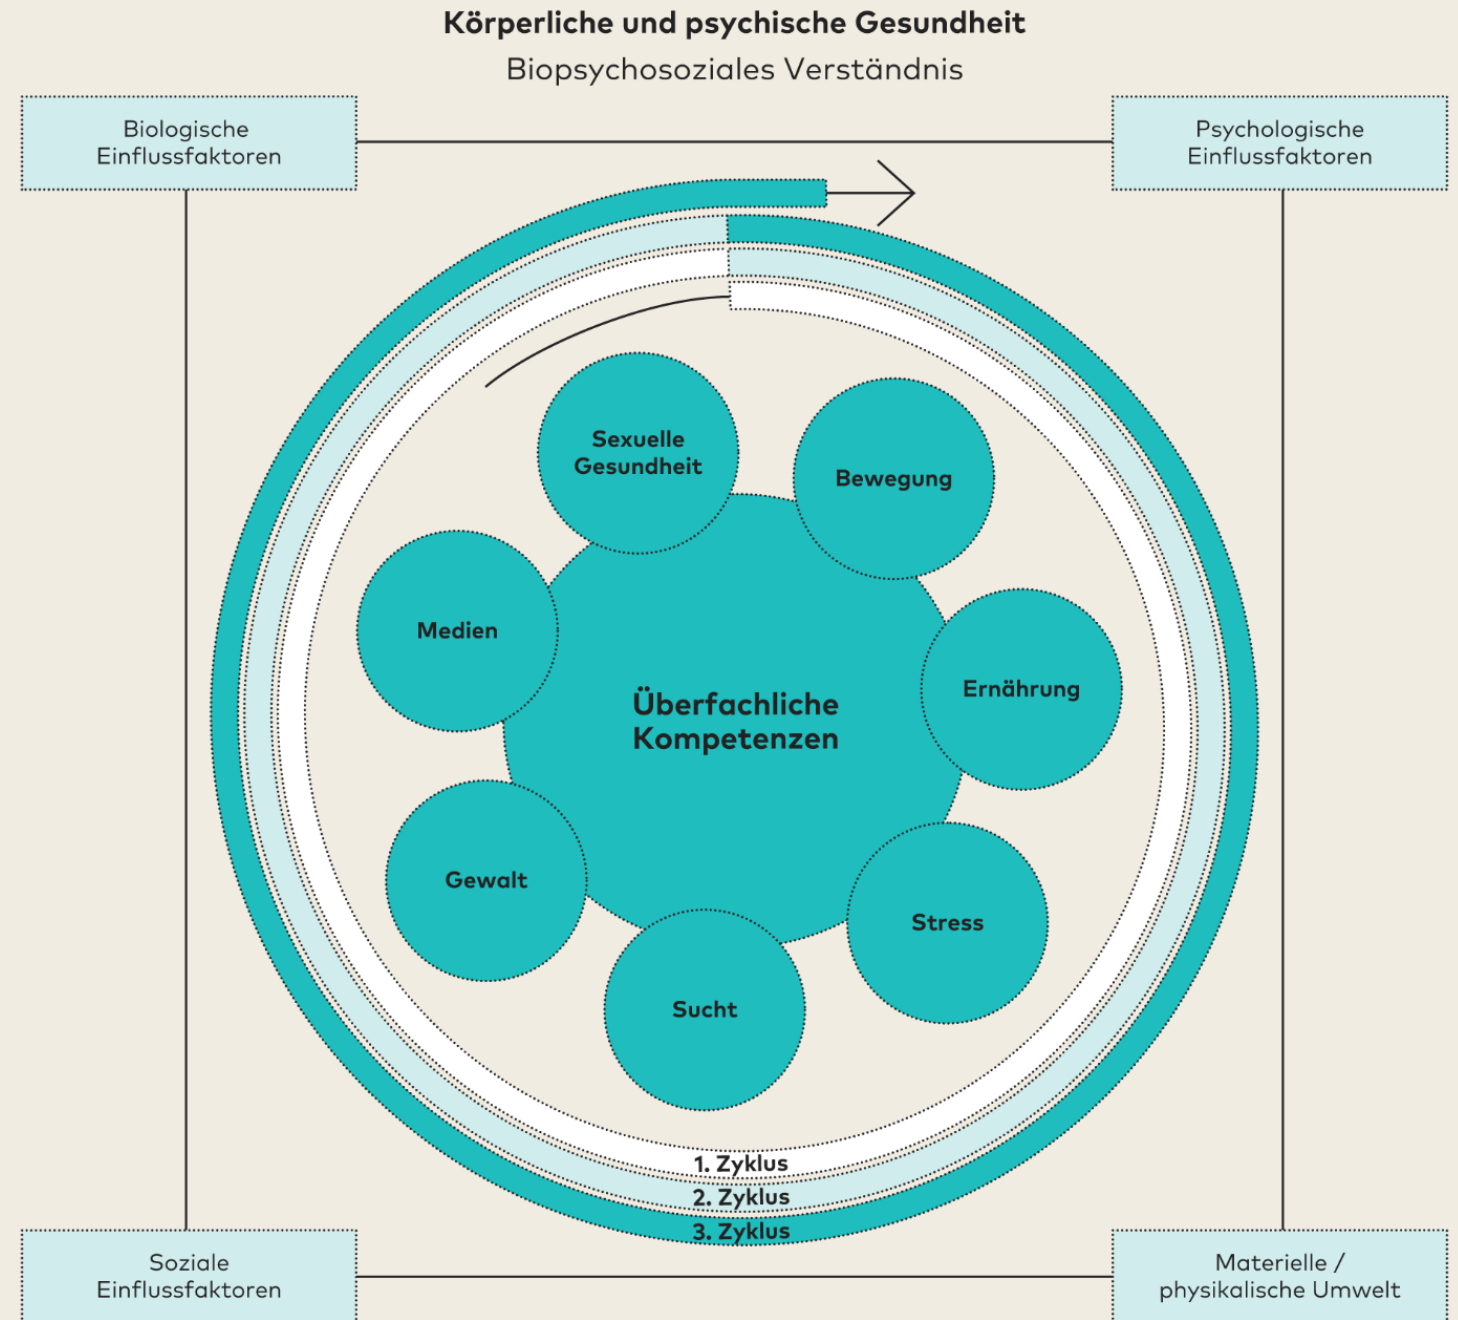 Körperliche und psychische Gesundheit
Biopsychosoziales Verständnis
Biologische
Einflussfaktoren
Psychologische
Einflussfaktoren
Sexuelle
Gesundheit
Bewegung
Medien
Ernährung
Überfachliche
Kompetenzen
Gewalt
Stress
Sucht
1. Zyklus
2. Zyklus
3. Zyklus
Soziale
Einflussfaktoren
Materielle /
physikalische Umwelt